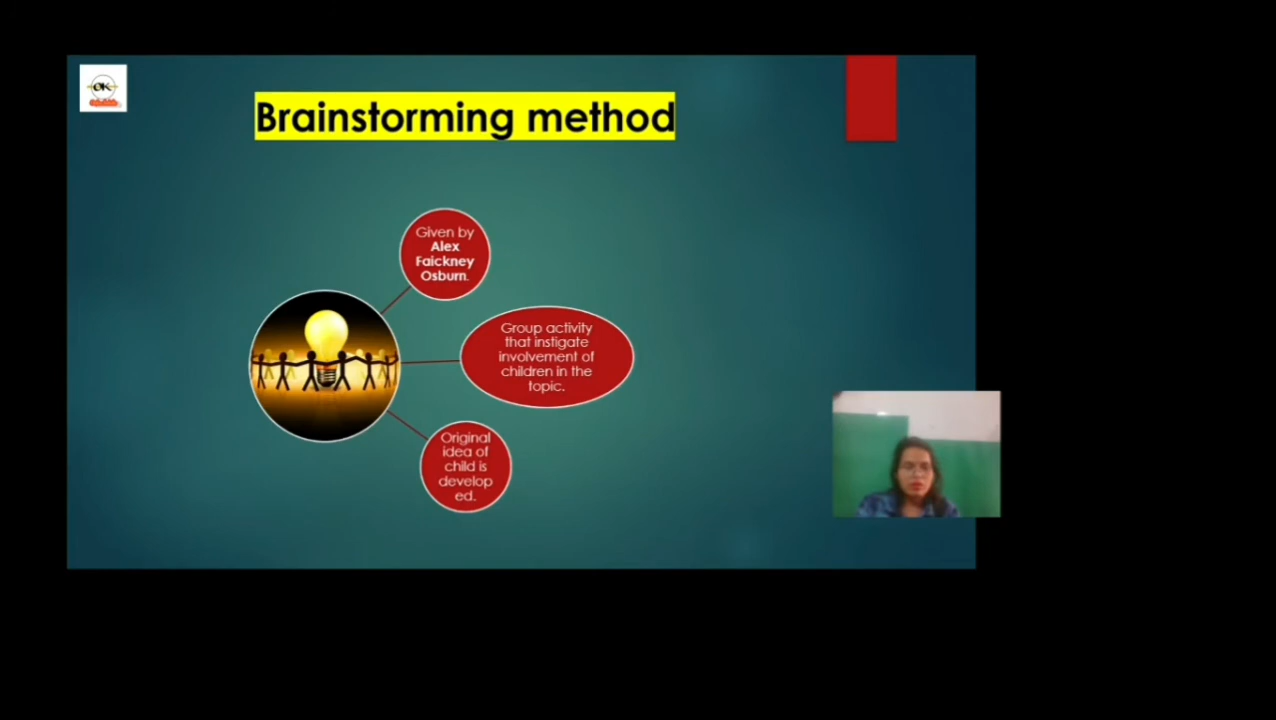 OK
Brainstorming method
Given by
Alex
Faickney
Osburn.
Group activity
that instigate
involvement of
children in the
topic.
Original
idea of
child is
develop
ed.